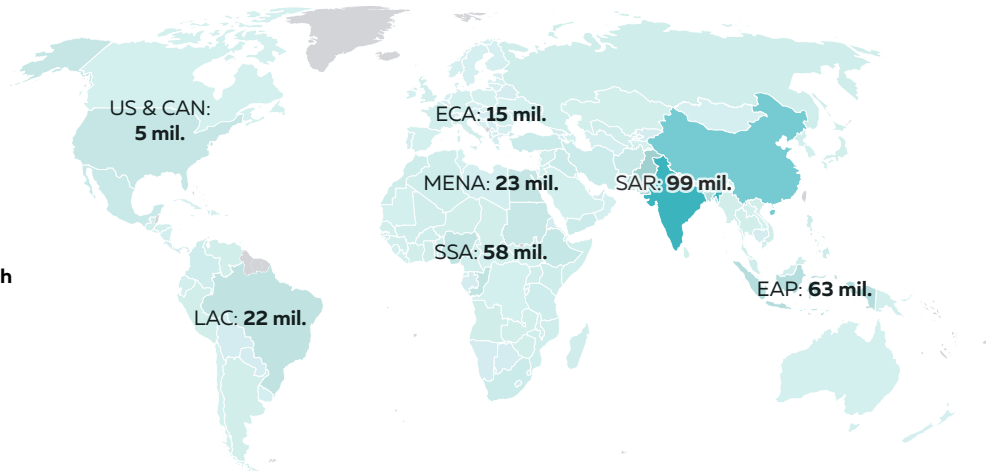 US & CAN:
5 mil.
ECA: 15 mil.
MENA: 23 mil.
SAR: 99 mil.
SSA: 58 mil.
h
EAP: 63 mil.
LAC: 22 mil.